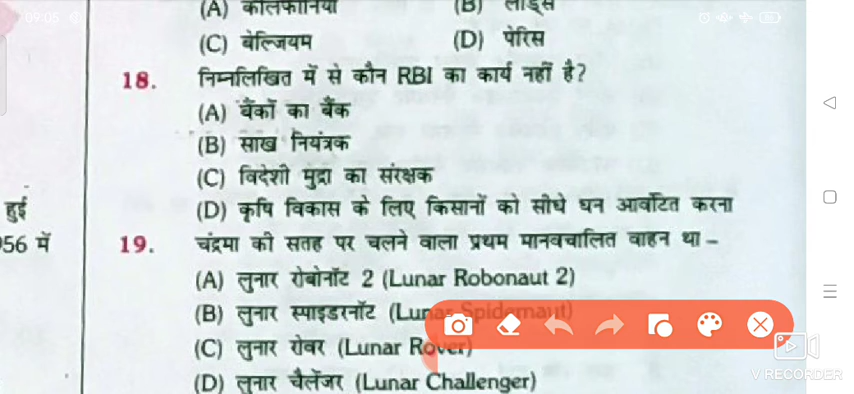 09:05
(A) कैलिफोर्निया
(B) लॉर्ड्स
(C) बेल्जियम
(D) पेरिस
18. निम्नलिखित में से कौन RBI का कार्य नहीं है?
(A) बैंकों का बैंक
(B) साख नियंत्रक
(C) विदेशी मुद्रा का संरक्षक
हुई
(D) कृषि विकास के लिए किसानों को सीधे धन आवंटित करना
956 में
19. चंद्रमा की सतह पर चलने वाला प्रथम मानवचालित वाहन था –
(A) लुनार रोबोनॉट 2 (Lunar Robonaut 2)
(B) लुनार स्पाइडरनॉट (Lunar Spidernaut)
(C) लुनार रोवर (Lunar Rover)
(D) लुनार चैलेंजर (Lunar Challenger)
V RECORDER